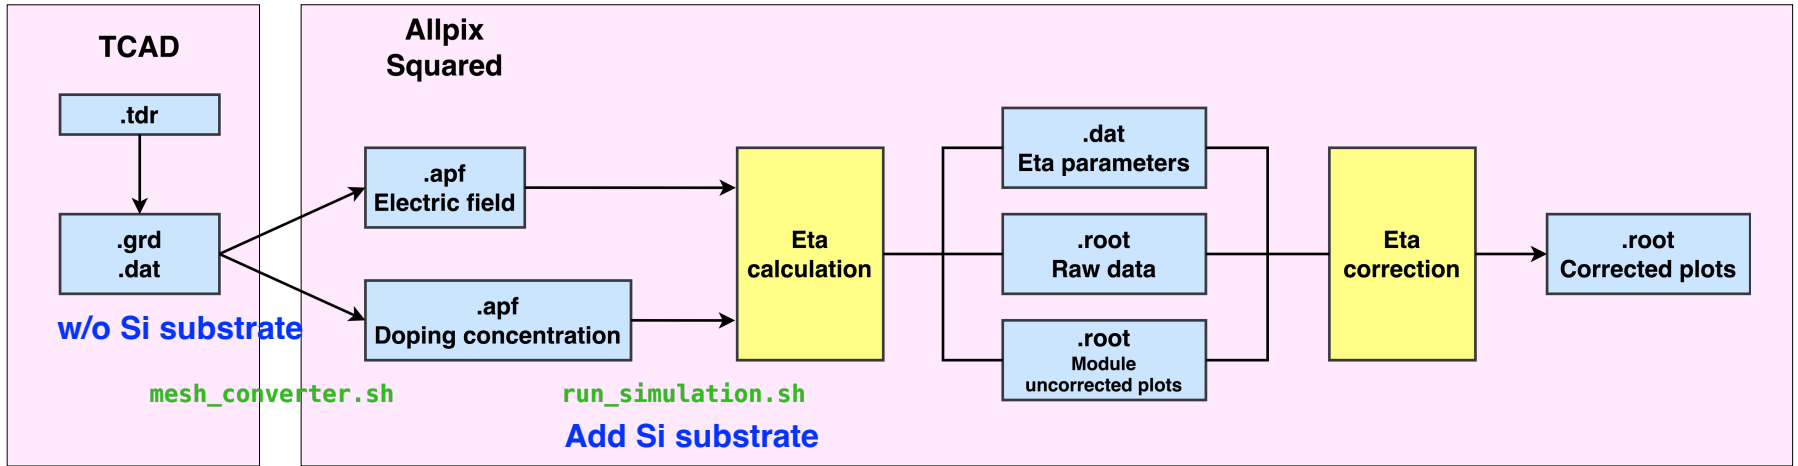 TCAD
.tdr
.grd
.dat
w/o Si substrate
mesh_converter.sh
Allpix
Squared
.apf
Electric field
.apf
Doping concentration
run_simulation.sh
Add Si substrate
Eta
calculation
.dat
Eta parameters
.root
Raw data
.root
Module
uncorrected plots
Eta
correction
.root
Corrected plots